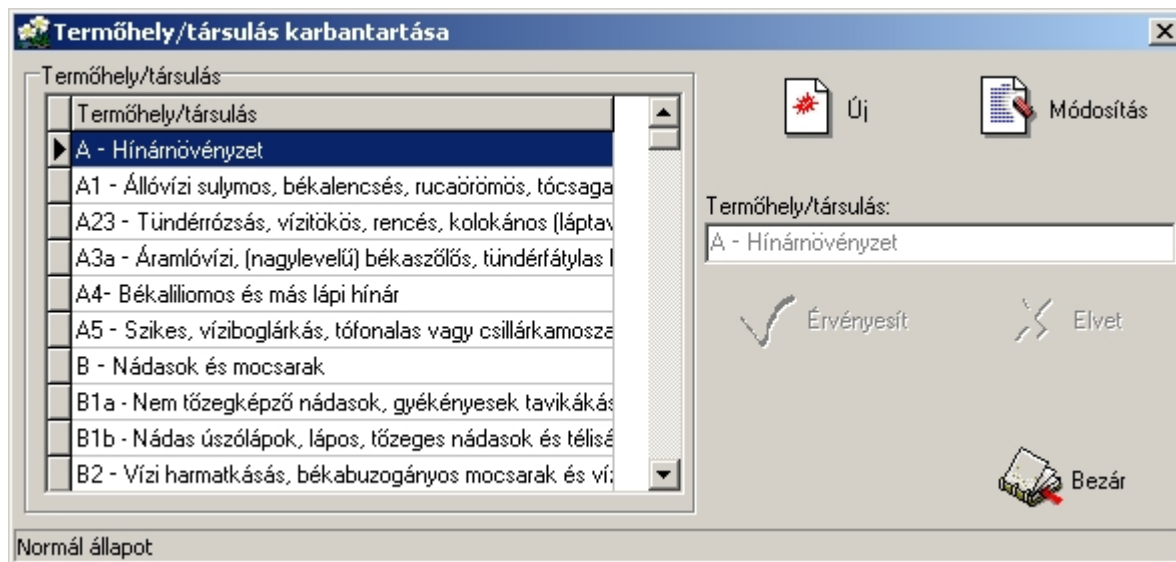 Termőhely/társulás karbantartása
Termőhely/társulás
Termőhely/társulás
A - Hínárnövényzet
A1 - Állóvízi sulymos, békalencsés, rucaörömös, tócsaga
A23 - Tündérrózsás, vízitökös, rencés, kolokános (láptav
A3a - Áramlóvízi, (nagylevelű) békaszőlős, tündérfátylas
A4- Békaliliomos és más lápi hínár
A5 - Szikes, víziboglárkás, tófonalas vagy csillárkamosza
B - Nádasok és mocsarak
B1a - Nem tőzegképző nádasok, gyékényesek tavikákás
B1b - Nádas úszólápok, lápos, tőzeges nádasok és télisá
B2 - Vízi harmatkásás, békabuzogányos mocsarak és ví
Új
Módosítás
Termőhely/társulás:
A - Hínárnövényzet
Érvényesít
Elvet
Bezár
Normál állapot